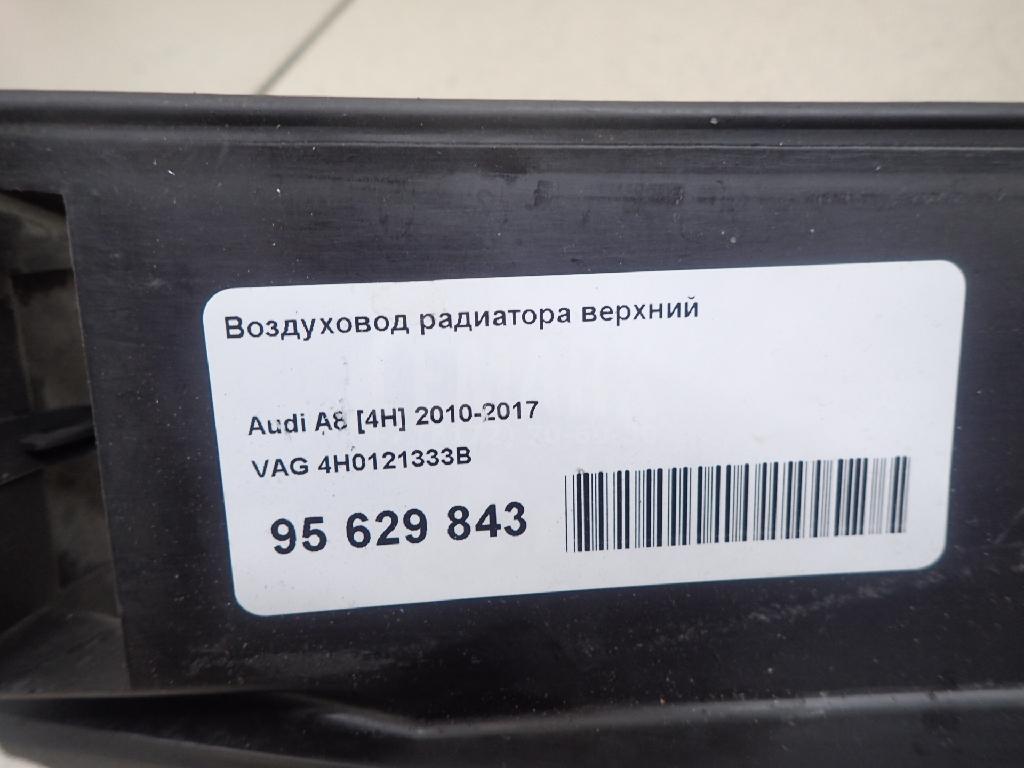 Воздуховод радиатора верхний
Audi A8 [4H] 2010-2017
VAG 4H0121333B
95 629 843